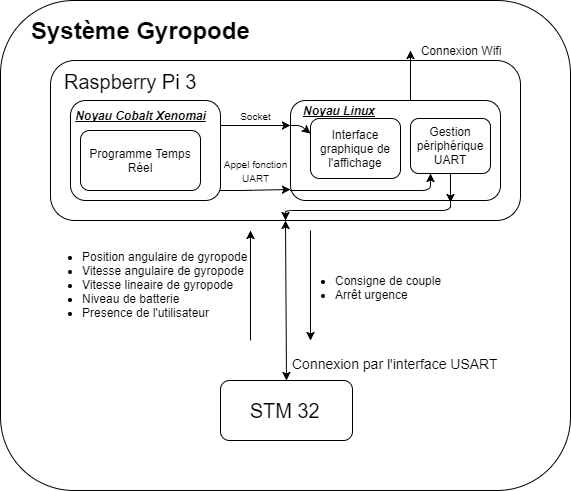 Système Gyropode
Connexion Wifi
Raspberry Pi 3
Noyau Cobalt Xenomai
Socket
Noyau Linux
Programme Temps
Réel
Interface
graphique de
l'affichage
Gestion
périphérique
UART
Appel fonction
UART
Position angulaire de gyropode
Vitesse angulaire de gyropode
Vitesse lineaire de gyropode
Niveau de batterie
Presence de l'utilisateur
Consigne de couple
Arrêt urgence
Connexion par l'interface USART
STM 32